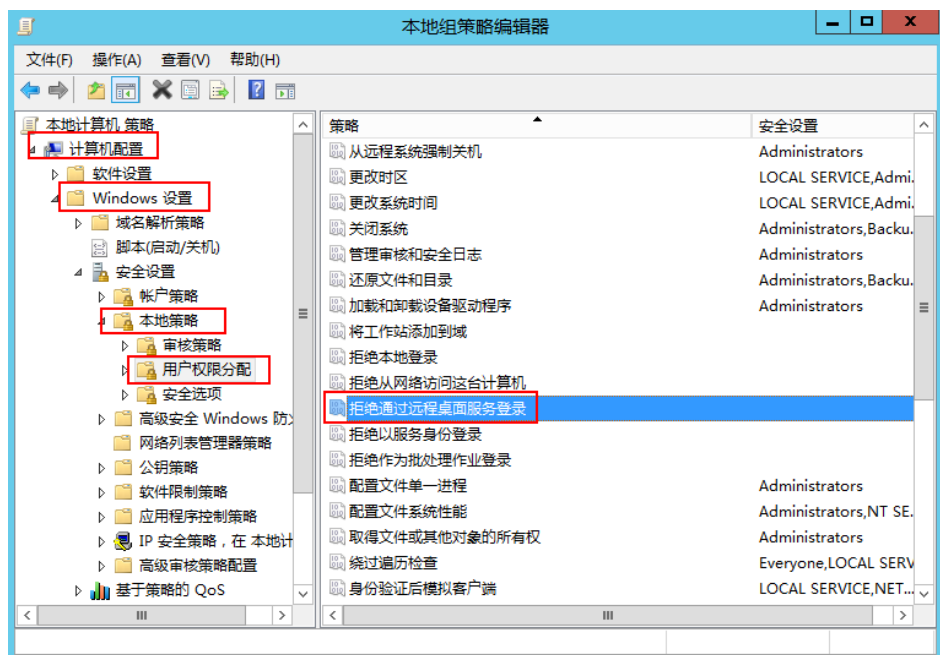 本地组策略编辑器
文件(F) 操作(A) 查看(V) 帮助(H)
本地计算机 策略
计算机配置
软件设置
Windows 设置
域名解析策略
脚本(启动/关机)
安全设置
帐户策略
本地策略
审核策略
用户权限分配
安全选项
高级安全 Windows 防
网络列表管理器策略
公钥策略
软件限制策略
应用程序控制策略
IP 安全策略，在 本地计
高级审核策略配置
基于策略的 QoS
策略 安全设置
从远程系统强制关机 Administrators
更改时区 LOCAL SERVICE,Admi.
更改系统时间 LOCAL SERVICE,Admi.
关闭系统 Administrators,Backu.
管理审核和安全日志 Administrators
还原文件和目录 Administrators,Backu.
加载和卸载设备驱动程序 Administrators
将工作站添加到域
拒绝本地登录
拒绝从网络访问这台计算机
拒绝通过远程桌面服务登录
拒绝以服务身份登录
拒绝作为批处理作业登录
配置文件单一进程 Administrators
配置文件系统性能 Administrators,NT SE.
取得文件或其他对象的所有权 Administrators
绕过遍历检查 Everyone,LOCAL SERV
身份验证后模拟客户端 LOCAL SERVICE,NET...